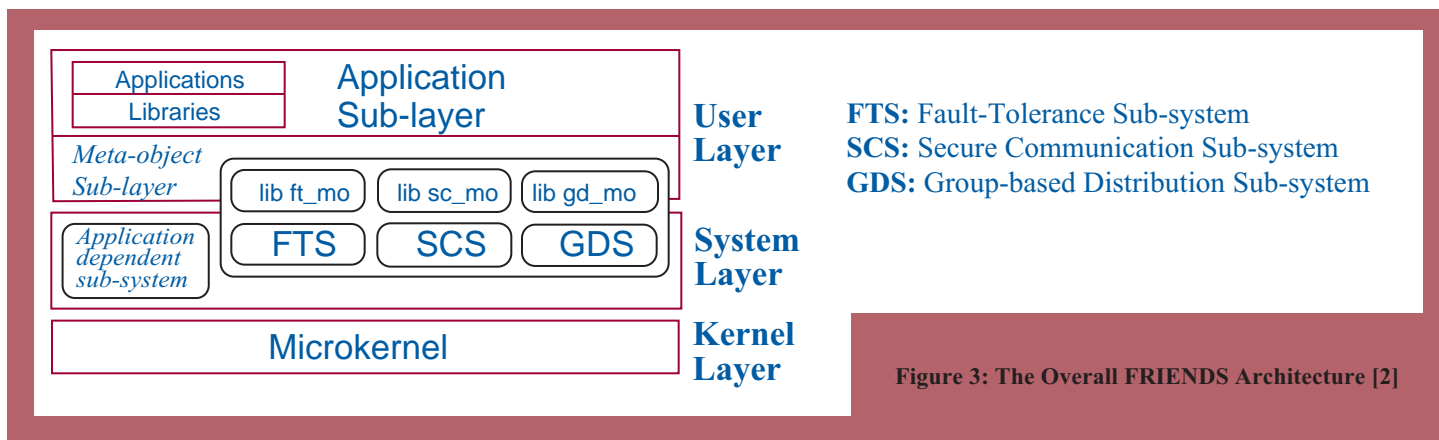 Applications
Libraries
Application
Sub-layer
Meta-object
Sub-layer
lib ft_mo
lib sc_mo
lib gd_mo
Application
dependent
sub-system
FTS
SCS
GDS
Microkernel
User
Layer
System
Layer
Kernel
Layer
FTS: Fault-Tolerance Sub-system
SCS: Secure Communication Sub-system
GDS: Group-based Distribution Sub-system
Figure 3: The Overall FRIENDS Architecture [2]